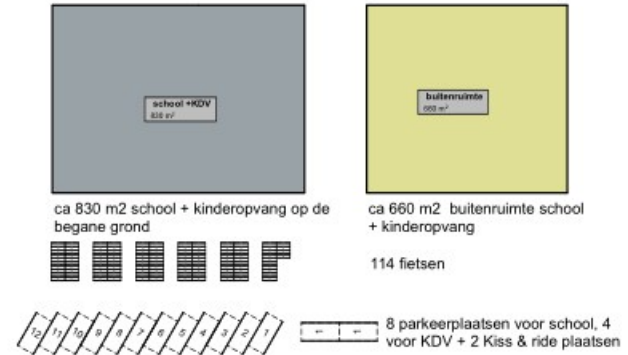 school +KDV
830 m²
buitenruimte
660 m²
ca 830 m2 school + kinderopvang op de
begane grond
ca 660 m2 buitenruimte school
+ kinderopvang
114 fietsen
12 11 10 9 8 7 6 5 4 3 2 1
8 parkeerplaatsen voor school, 4
voor KDV + 2 Kiss & ride plaatsen